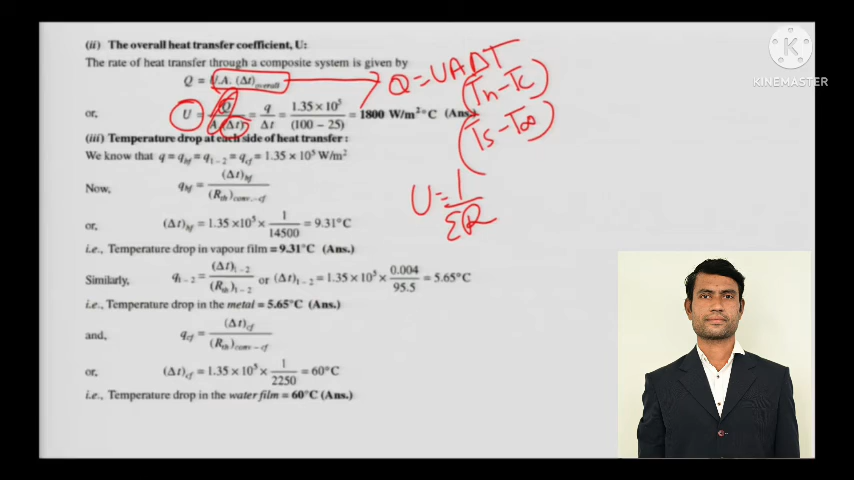 (ii) The overall heat transfer coefficient, U:
The rate of heat transfer through a composite system is given by
Q = U.A. (Δt)overall
or, U = Q / A (Δt) = q / Δt = 1.35 × 10⁵ / (100 – 25) = 1800 W/m²°C (Ans.)
(iii) Temperature drop at each side of heat transfer :
We know that q = qhf = q1–2 = qcf = 1.35 × 10⁵ W/m²
Now, qhf = (Δt)hf / (Rth)conv.–cf
or, (Δt)hf = 1.35 × 10⁵ × 1 / 14500 = 9.31°C
i.e., Temperature drop in vapour film = 9.31°C (Ans.)
Similarly, q1–2 = (Δt)1–2 / (Rth)1–2 or (Δt)1–2 = 1.35 × 10⁵ × 0.004 / 95.5 = 5.65°C
i.e., Temperature drop in the metal = 5.65°C (Ans.)
and, qcf = (Δt)cf / (Rth)conv–cf
or, (Δt)cf = 1.35 × 10⁵ × 1 / 2250 = 60°C
i.e., Temperature drop in the water film = 60°C (Ans.)
Q = UAΔT
(Th – Tc)
(Ts – T∞)
U = 1 / ΣR
K
KINEMASTER